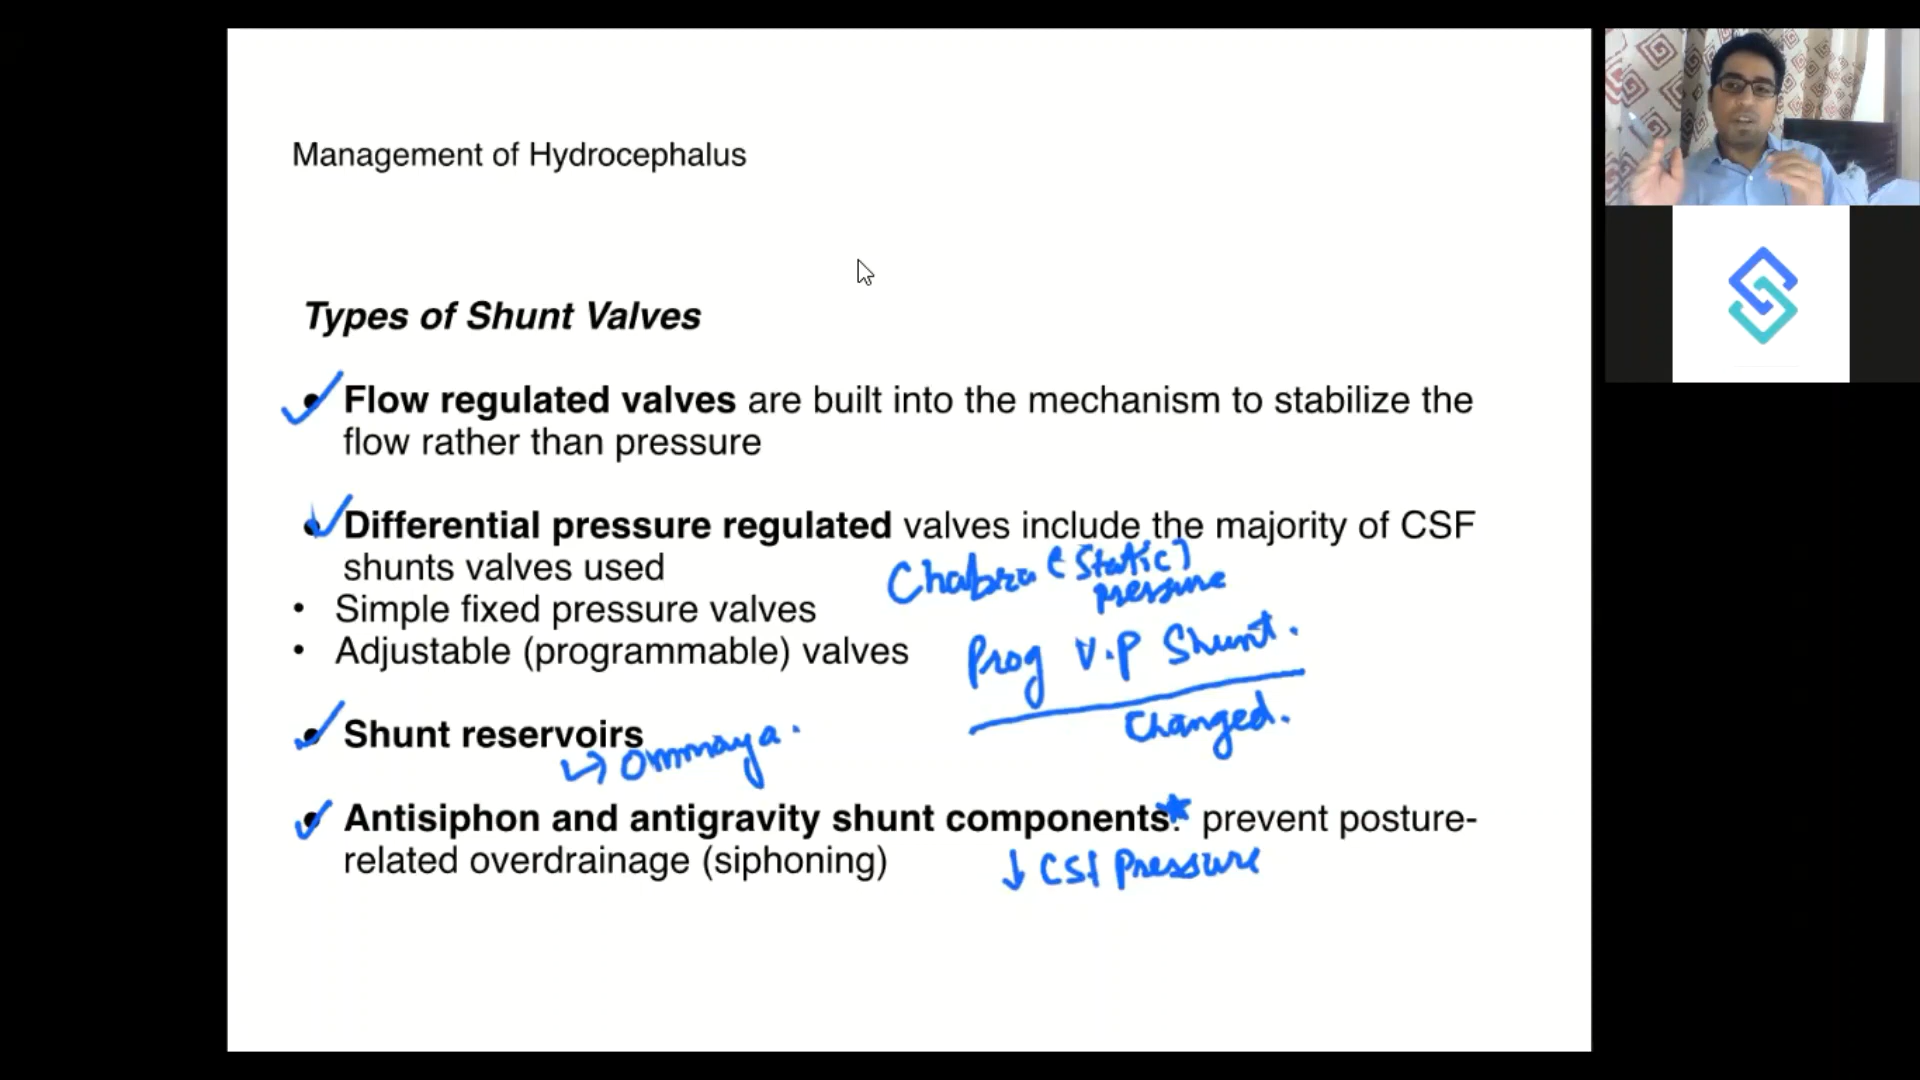 Management of Hydrocephalus
Types of Shunt Valves
Flow regulated valves are built into the mechanism to stabilize the
flow rather than pressure
Differential pressure regulated valves include the majority of CSF
shunts valves used
Chabra (Static)
pressure
• Simple fixed pressure valves
• Adjustable (programmable) valves
Prog V.P Shunt.
Changed.
Shunt reservoirs
↳ Ommaya.
Antisiphon and antigravity shunt components: prevent posture-
related overdrainage (siphoning)
↓ CSF Pressure